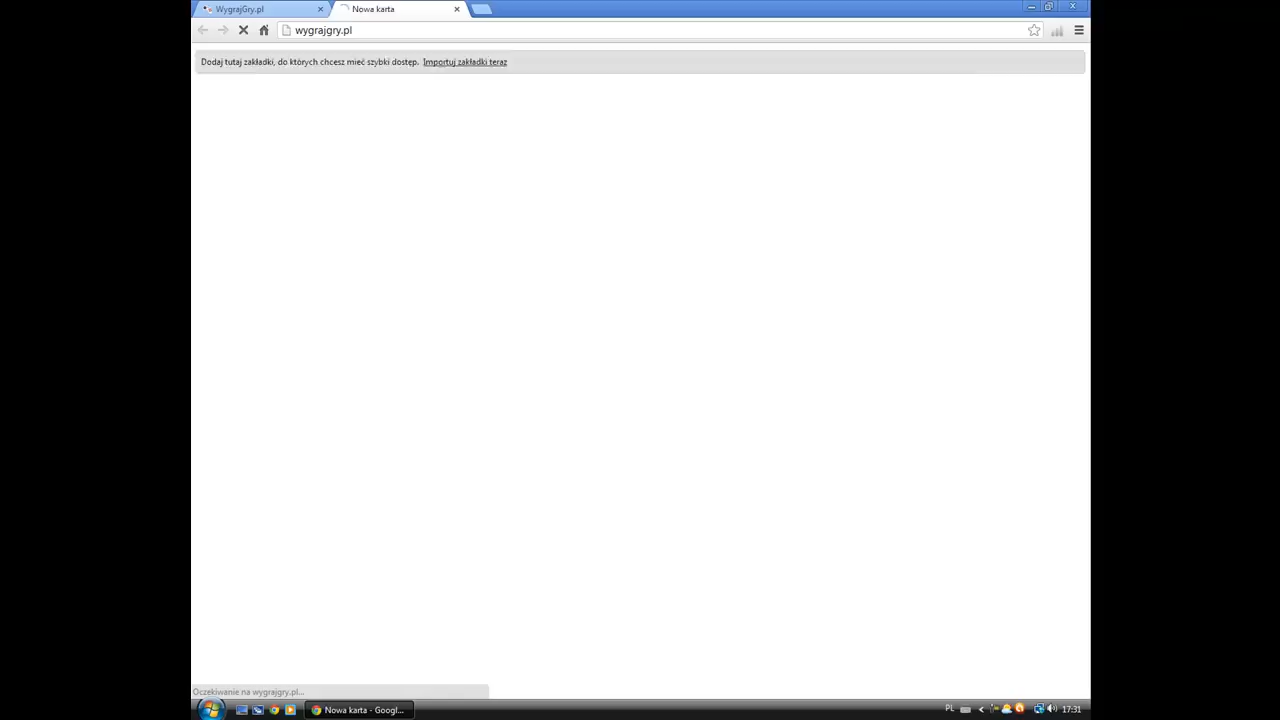 WygrajGry.pl
Nowa karta
wygrajgry.pl
Dodaj tutaj zakładki, do których chcesz mieć szybki dostęp. Importuj zakładki teraz
Oczekiwanie na wygrajgry.pl...
Nowa karta - Googl...
PL
17:31